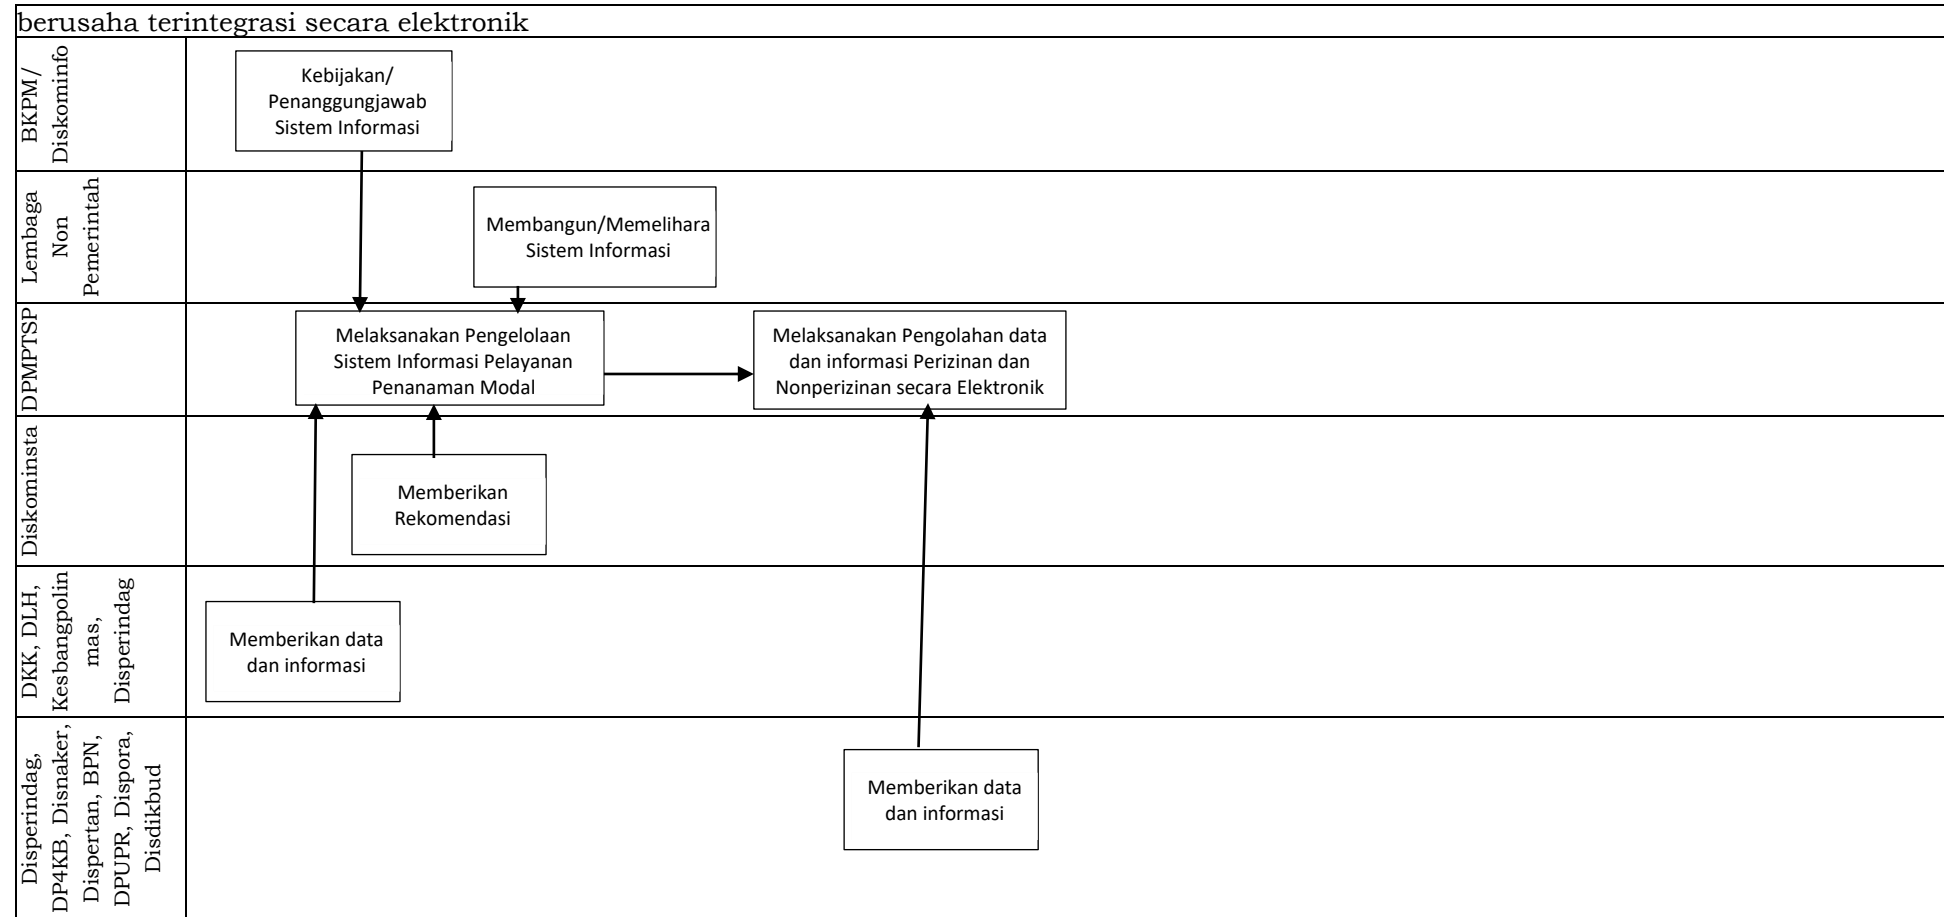 berusaha terintegrasi secara elektronik
BKPM/
Diskominfo
Kebijakan/
Penanggungjawab
Sistem Informasi
Lembaga
Non
Pemerintah
Membangun/Memelihara
Sistem Informasi
DPMPTSP
Melaksanakan Pengelolaan
Sistem Informasi Pelayanan
Penanaman Modal
Melaksanakan Pengolahan data
dan informasi Perizinan dan
Nonperizinan secara Elektronik
Diskominsta
Memberikan
Rekomendasi
DKK, DLH,
Kesbangpolin
mas,
Disperindag
Memberikan data
dan informasi
Disperindag,
DP4KB, Disnaker,
Dispertan, BPN,
DPUPR, Dispora,
Disdikbud
Memberikan data
dan informasi